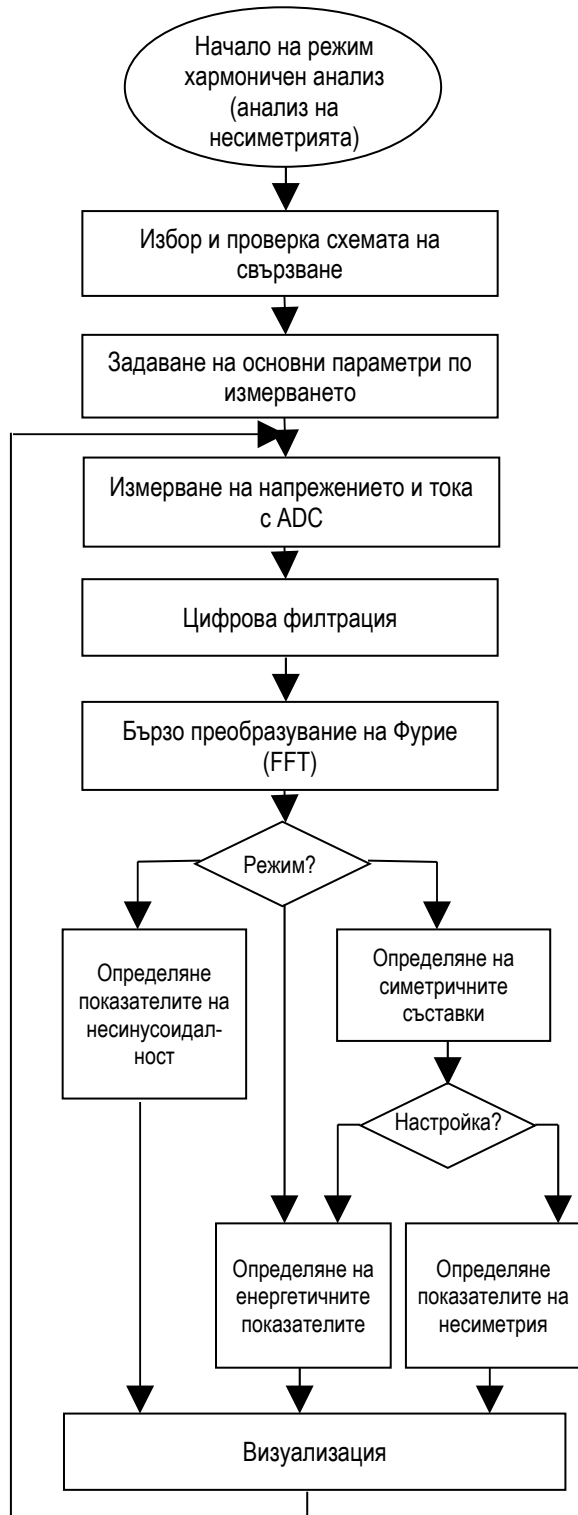 Начало на режим
хармоничен анализ
(анализ на
несиметрията)
Избор и проверка схемата на
свързване
Задаване на основни параметри по
измерването
Измерване на напрежението и тока
с ADC
Цифрова филтрация
Бързо преобразувание на Фурие
(FFT)
Режим?
Определяне
показателите на
несинусоидал-
ност
Определяне на
симетричните
съставки
Настройка?
Определяне на
енергетичните
показателите
Определяне
показателите на
несиметрия
Визуализация